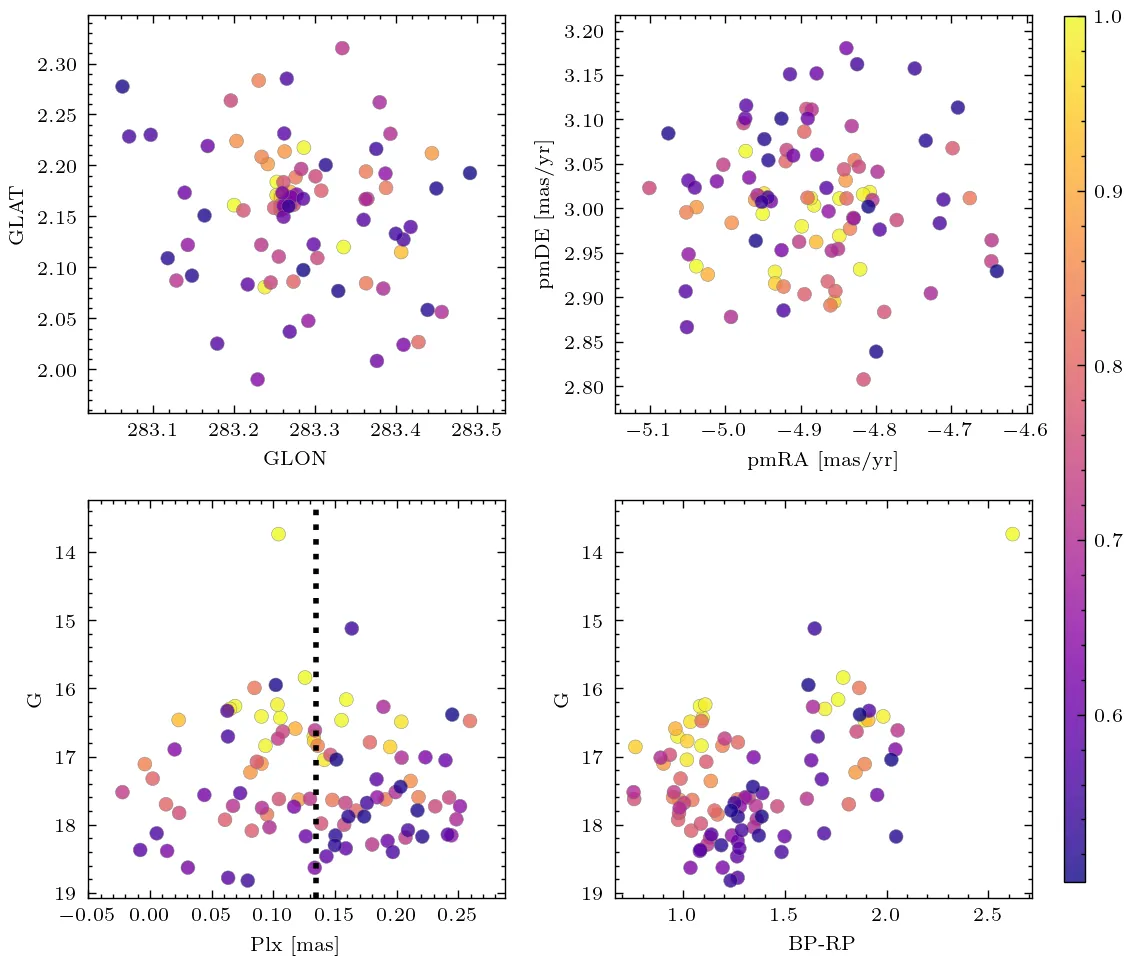 2.30
2.25
2.20
2.15
2.10
2.05
2.00
GLAT
283.1 283.2 283.3 283.4 283.5
GLON
3.20
3.15
3.10
3.05
3.00
2.95
2.90
2.85
2.80
pmDE [mas/yr]
−5.1 −5.0 −4.9 −4.8 −4.7 −4.6
pmRA [mas/yr]
1.0
0.9
0.8
0.7
0.6
14
15
16
17
18
19
G
−0.05 0.00 0.05 0.10 0.15 0.20 0.25
Plx [mas]
14
15
16
17
18
19
G
1.0 1.5 2.0 2.5
BP-RP